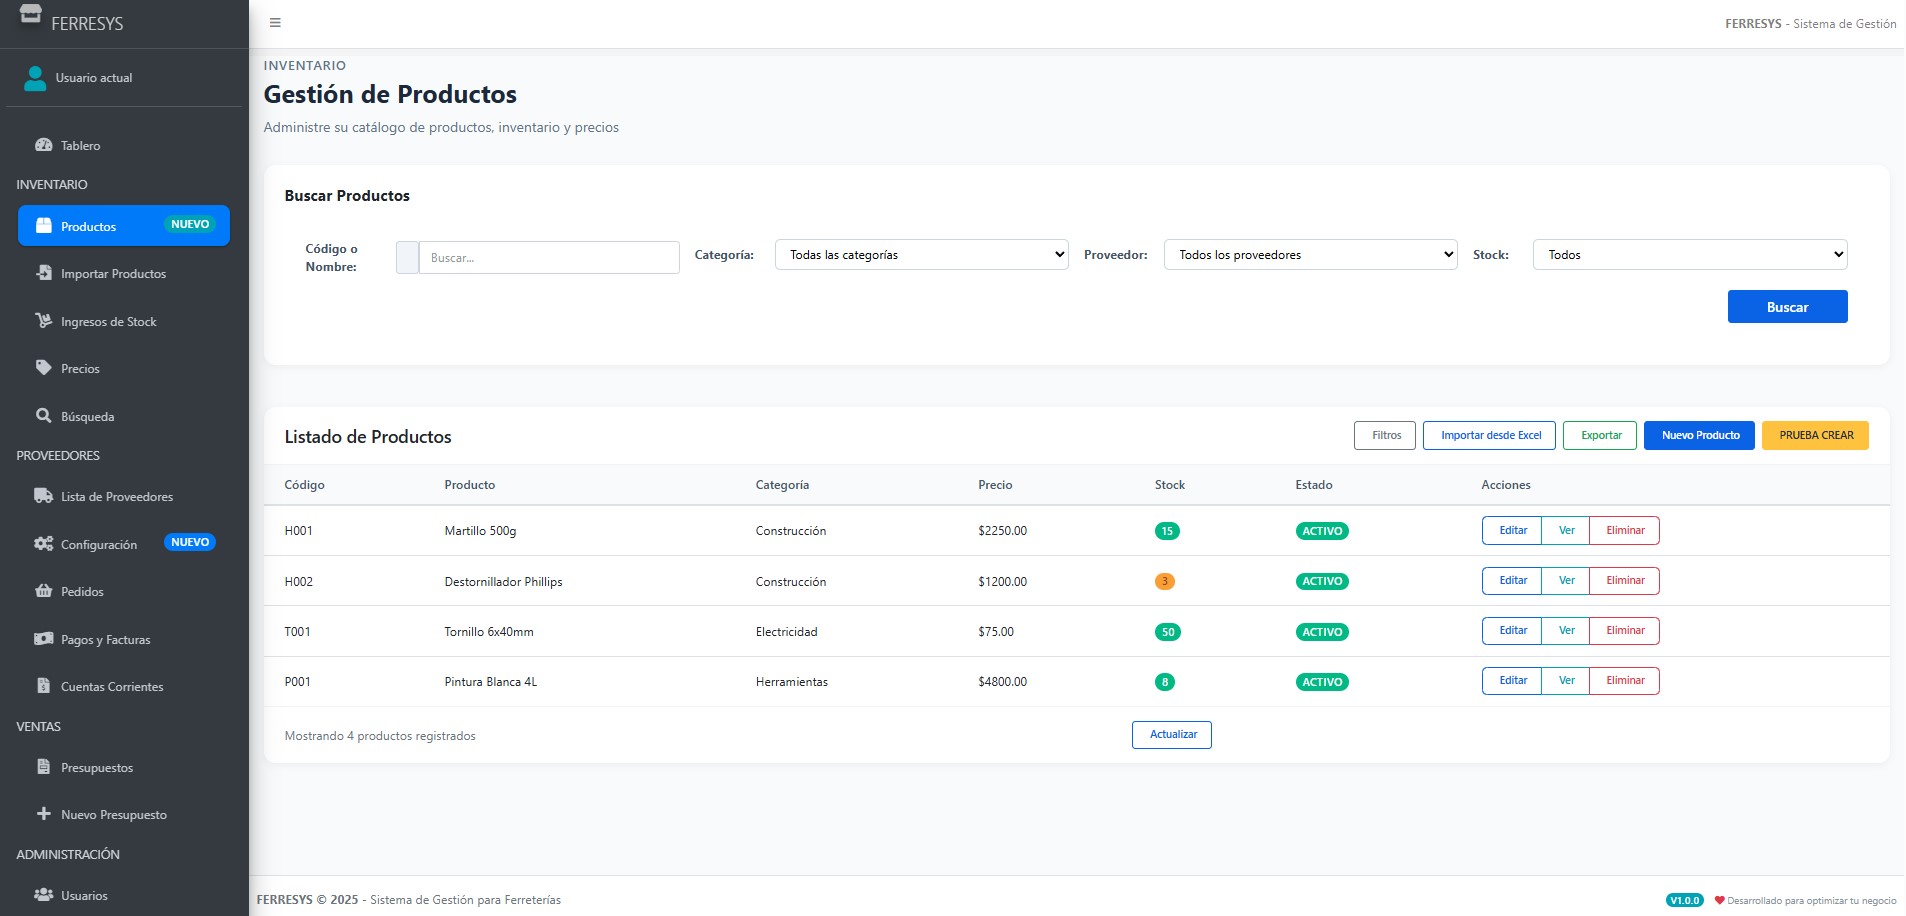 FERRESYS
FERRESYS - Sistema de Gestión
Usuario actual
Tablero
INVENTARIO
Productos NUEVO
Importar Productos
Ingresos de Stock
Precios
Búsqueda
PROVEEDORES
Lista de Proveedores
Configuración NUEVO
Pedidos
Pagos y Facturas
Cuentas Corrientes
VENTAS
Presupuestos
Nuevo Presupuesto
ADMINISTRACIÓN
Usuarios
INVENTARIO
Gestión de Productos
Administre su catálogo de productos, inventario y precios
Buscar Productos
Código o
Nombre:
Buscar...
Categoría: Todas las categorías
Proveedor: Todos los proveedores
Stock: Todos
Buscar
Listado de Productos
Filtros Importar desde Excel Exportar Nuevo Producto PRUEBA CREAR
Código Producto Categoría Precio Stock Estado Acciones
H001 Martillo 500g Construcción $2250.00 15 ACTIVO Editar Ver Eliminar
H002 Destornillador Phillips Construcción $1200.00 3 ACTIVO Editar Ver Eliminar
T001 Tornillo 6x40mm Electricidad $75.00 50 ACTIVO Editar Ver Eliminar
P001 Pintura Blanca 4L Herramientas $4800.00 8 ACTIVO Editar Ver Eliminar
Mostrando 4 productos registrados
Actualizar
FERRESYS © 2025 - Sistema de Gestión para Ferreterías
V1.0.0 Desarrollado para optimizar tu negocio